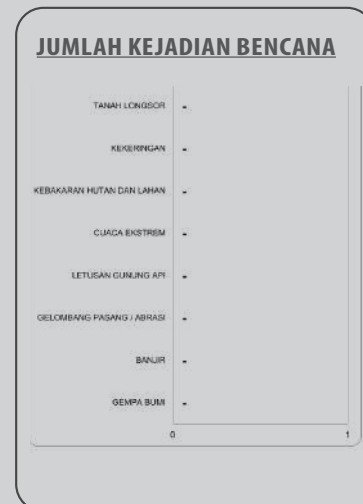 JUMLAH KEJADIAN BENCANA
TANAH LONGSOR -
KEKERINGAN -
KEBAKARAN HUTAN DAN LAHAN -
CUACA EKSTREM -
LETUSAN GUNUNG API -
GELOMBANG PASANG / ABRASI -
BANJIR -
GEMPA BUMI -
0 1